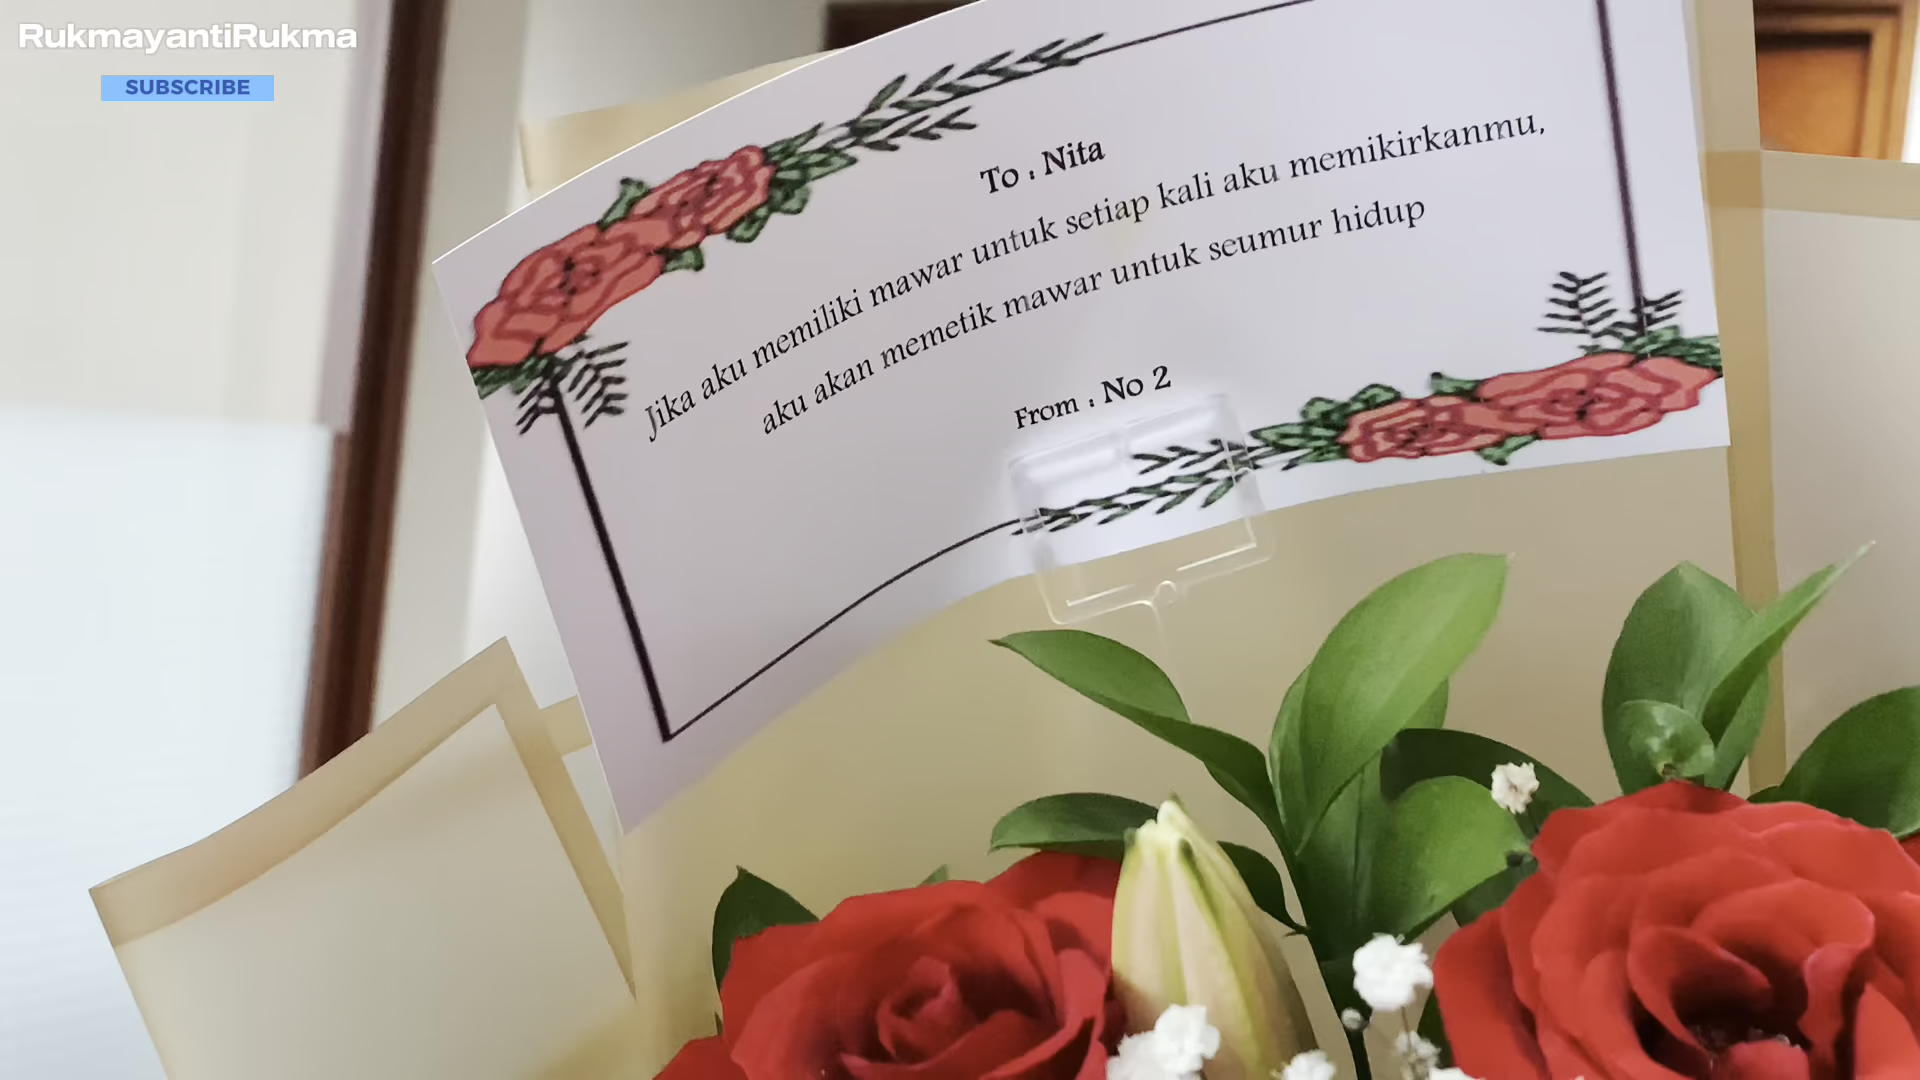 RukmayantiRukma
SUBSCRIBE
To : Nita
Jika aku memiliki mawar untuk setiap kali aku memikirkanmu,
aku akan memetik mawar untuk seumur hidup
From : No 2